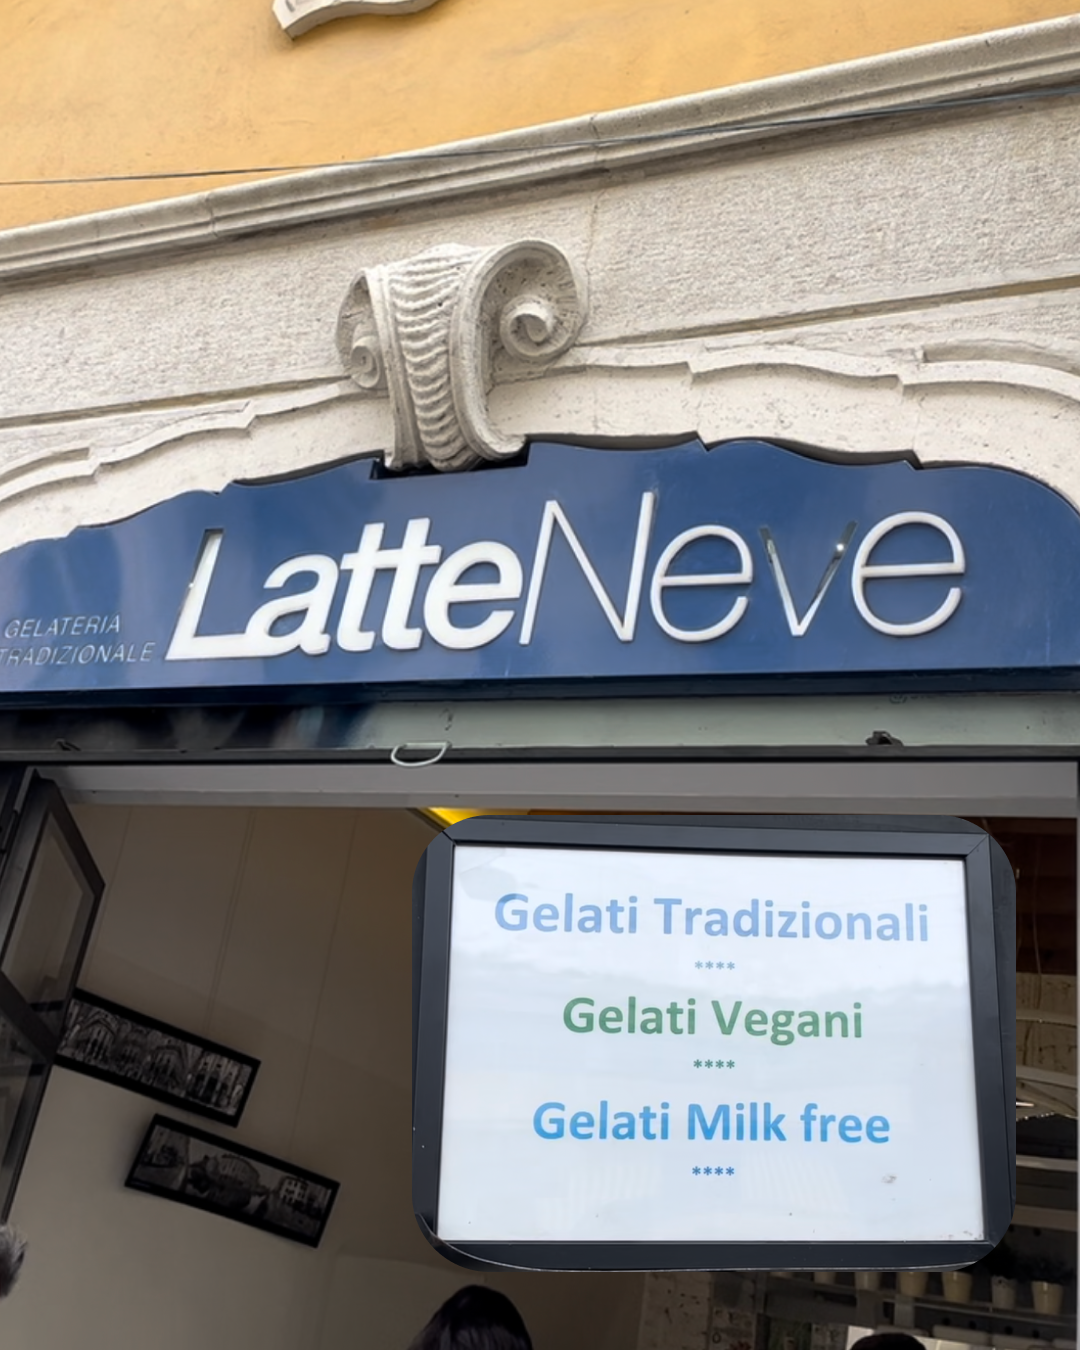 LatteNeve
GELATERIA
TRADIZIONALE
Gelati Tradizionali
****
Gelati Vegani
****
Gelati Milk free
****